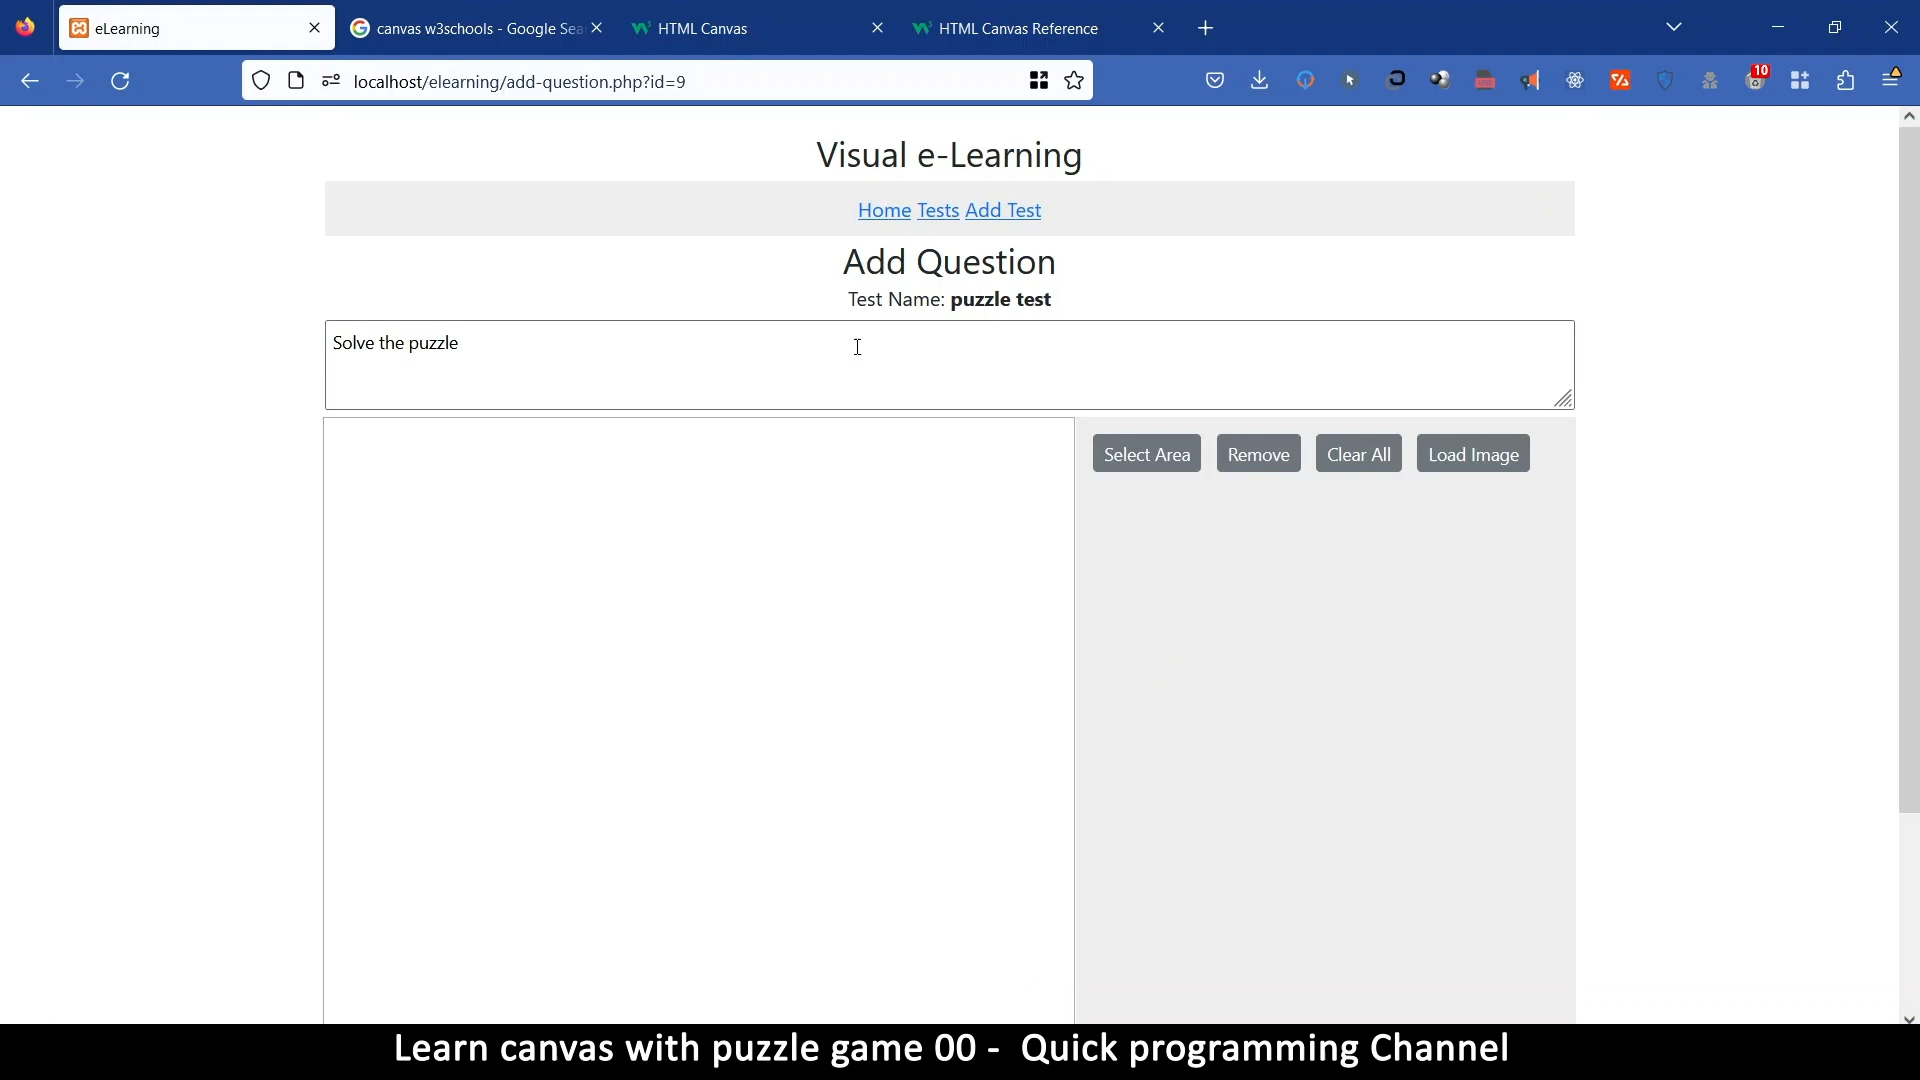 eLearning
canvas w3schools - Google Sea
HTML Canvas
HTML Canvas Reference
localhost/elearning/add-question.php?id=9
10
Visual e-Learning
Home Tests Add Test
Add Question
Test Name: puzzle test
Solve the puzzle
Select Area Remove Clear All Load Image
Learn canvas with puzzle game 00 - Quick programming Channel